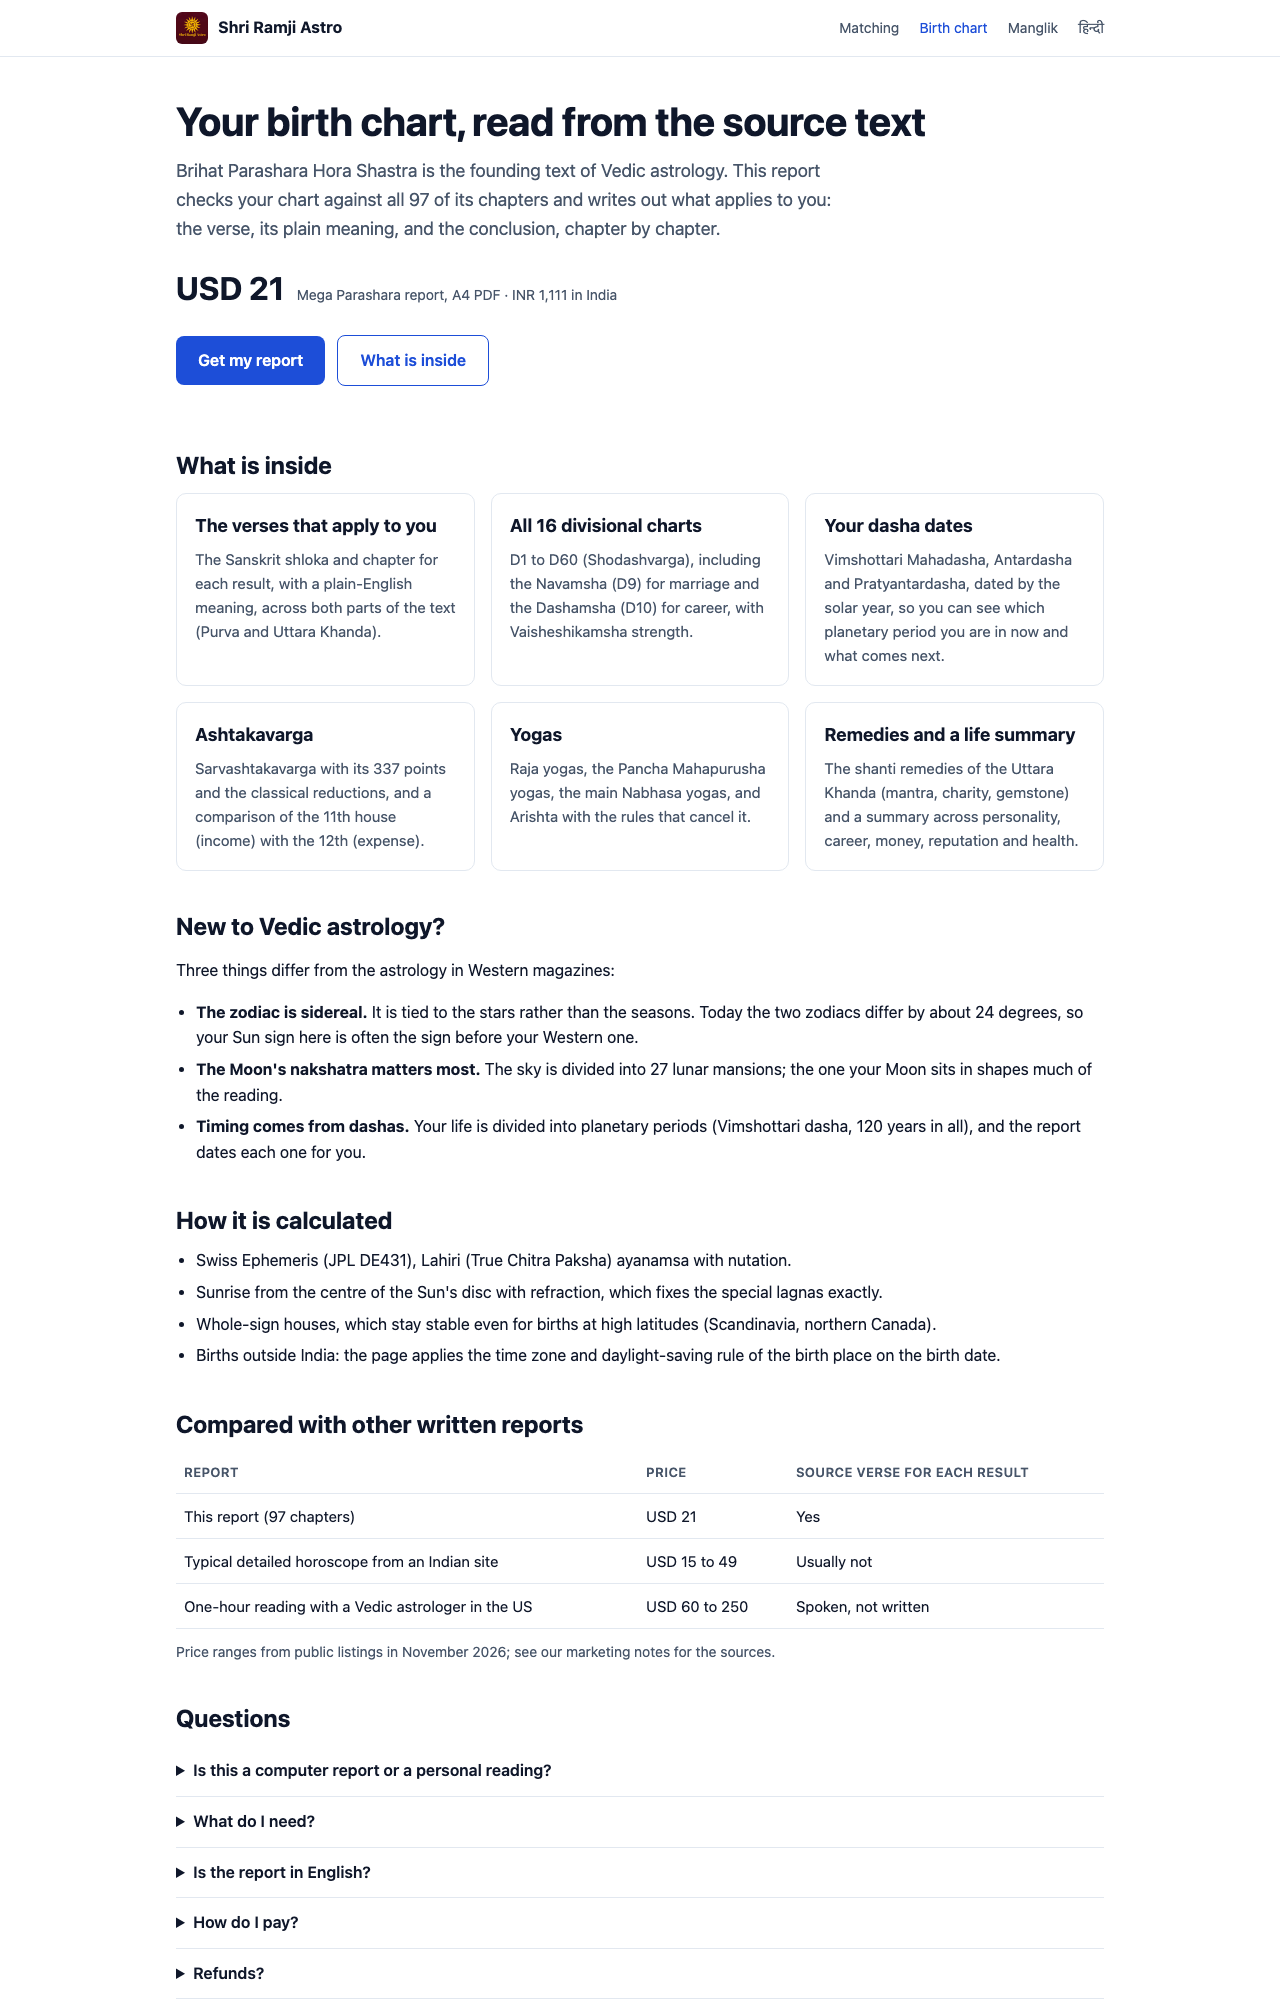 Shri Ramji Astro
Matching Birth chart Manglik हिन्दी
Your birth chart, read from the source text
Brihat Parashara Hora Shastra is the founding text of Vedic astrology. This report
checks your chart against all 97 of its chapters and writes out what applies to you:
the verse, its plain meaning, and the conclusion, chapter by chapter.
USD 21 Mega Parashara report, A4 PDF · INR 1,111 in India
Get my report What is inside
What is inside
The verses that apply to you
The Sanskrit shloka and chapter for
each result, with a plain-English
meaning, across both parts of the text
(Purva and Uttara Khanda).
All 16 divisional charts
D1 to D60 (Shodashvarga), including
the Navamsha (D9) for marriage and
the Dashamsha (D10) for career, with
Vaisheshikamsha strength.
Your dasha dates
Vimshottari Mahadasha, Antardasha
and Pratyantardasha, dated by the
solar year, so you can see which
planetary period you are in now and
what comes next.
Ashtakavarga
Sarvashtakavarga with its 337 points
and the classical reductions, and a
comparison of the 11th house
(income) with the 12th (expense).
Yogas
Raja yogas, the Pancha Mahapurusha
yogas, the main Nabhasa yogas, and
Arishta with the rules that cancel it.
Remedies and a life summary
The shanti remedies of the Uttara
Khanda (mantra, charity, gemstone)
and a summary across personality,
career, money, reputation and health.
New to Vedic astrology?
Three things differ from the astrology in Western magazines:
• The zodiac is sidereal. It is tied to the stars rather than the seasons. Today the two zodiacs differ by about 24 degrees, so
your Sun sign here is often the sign before your Western one.
• The Moon's nakshatra matters most. The sky is divided into 27 lunar mansions; the one your Moon sits in shapes much of
the reading.
• Timing comes from dashas. Your life is divided into planetary periods (Vimshottari dasha, 120 years in all), and the report
dates each one for you.
How it is calculated
• Swiss Ephemeris (JPL DE431), Lahiri (True Chitra Paksha) ayanamsa with nutation.
• Sunrise from the centre of the Sun's disc with refraction, which fixes the special lagnas exactly.
• Whole-sign houses, which stay stable even for births at high latitudes (Scandinavia, northern Canada).
• Births outside India: the page applies the time zone and daylight-saving rule of the birth place on the birth date.
Compared with other written reports
REPORT PRICE SOURCE VERSE FOR EACH RESULT
This report (97 chapters) USD 21 Yes
Typical detailed horoscope from an Indian site USD 15 to 49 Usually not
One-hour reading with a Vedic astrologer in the US USD 60 to 250 Spoken, not written
Price ranges from public listings in November 2026; see our marketing notes for the sources.
Questions
Is this a computer report or a personal reading?
What do I need?
Is the report in English?
How do I pay?
Refunds?